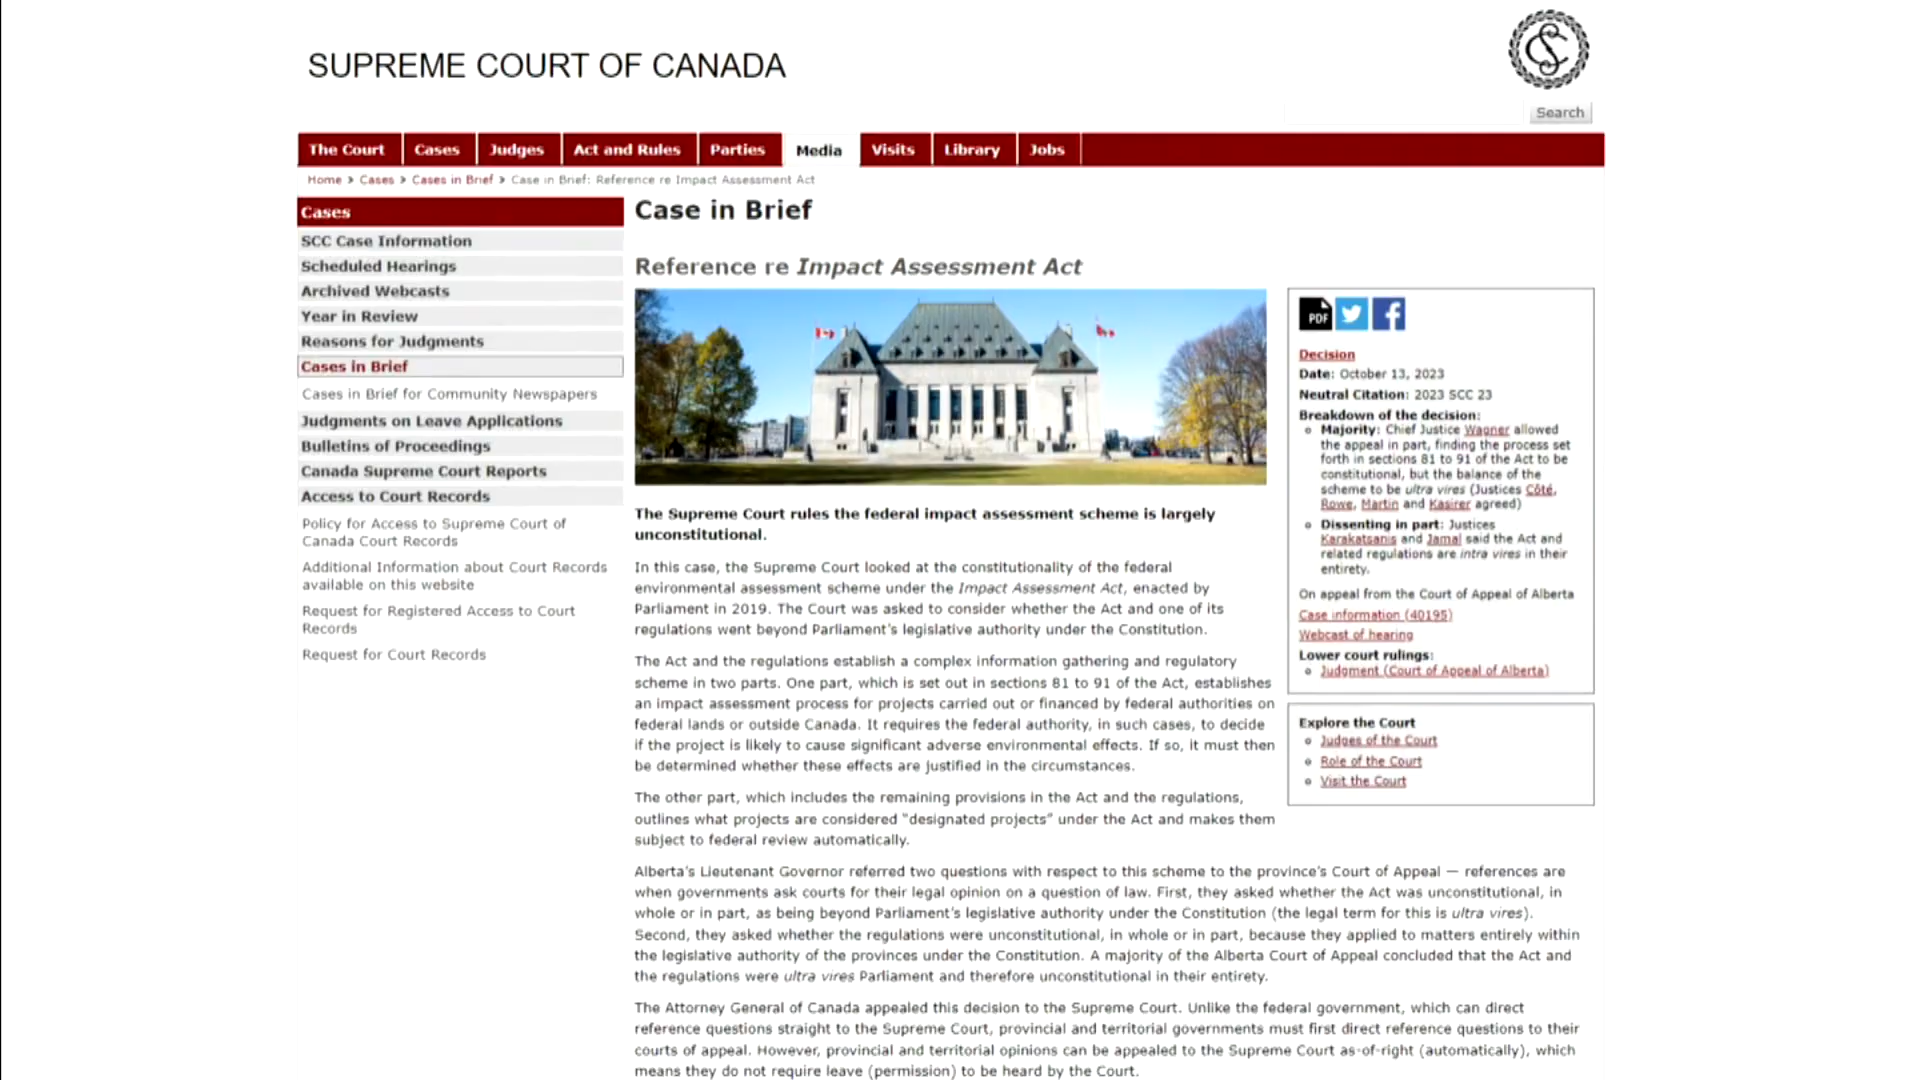 SUPREME COURT OF CANADA
Search
The Court Cases Judges Act and Rules Parties Media Visits Library Jobs
Home > Cases > Cases in Brief > Case in Brief: Reference re Impact Assessment Act
Cases
SCC Case Information
Scheduled Hearings
Archived Webcasts
Year in Review
Reasons for Judgments
Cases in Brief
Cases in Brief for Community Newspapers
Judgments on Leave Applications
Bulletins of Proceedings
Canada Supreme Court Reports
Access to Court Records
Policy for Access to Supreme Court of
Canada Court Records
Additional Information about Court Records
available on this website
Request for Registered Access to Court
Records
Request for Court Records
Case in Brief
Reference re Impact Assessment Act
The Supreme Court rules the federal impact assessment scheme is largely
unconstitutional.
In this case, the Supreme Court looked at the constitutionality of the federal
environmental assessment scheme under the Impact Assessment Act, enacted by
Parliament in 2019. The Court was asked to consider whether the Act and one of its
regulations went beyond Parliament's legislative authority under the Constitution.
The Act and the regulations establish a complex information gathering and regulatory
scheme in two parts. One part, which is set out in sections 81 to 91 of the Act, establishes
an impact assessment process for projects carried out or financed by federal authorities on
federal lands or outside Canada. It requires the federal authority, in such cases, to decide
if the project is likely to cause significant adverse environmental effects. If so, it must then
be determined whether these effects are justified in the circumstances.
The other part, which includes the remaining provisions in the Act and the regulations,
outlines what projects are considered "designated projects" under the Act and makes them
subject to federal review automatically.
Alberta's Lieutenant Governor referred two questions with respect to this scheme to the province's Court of Appeal — references are
when governments ask courts for their legal opinion on a question of law. First, they asked whether the Act was unconstitutional, in
whole or in part, as being beyond Parliament's legislative authority under the Constitution (the legal term for this is ultra vires).
Second, they asked whether the regulations were unconstitutional, in whole or in part, because they applied to matters entirely within
the legislative authority of the provinces under the Constitution. A majority of the Alberta Court of Appeal concluded that the Act and
the regulations were ultra vires Parliament and therefore unconstitutional in their entirety.
The Attorney General of Canada appealed this decision to the Supreme Court. Unlike the federal government, which can direct
reference questions straight to the Supreme Court, provincial and territorial governments must first direct reference questions to their
courts of appeal. However, provincial and territorial opinions can be appealed to the Supreme Court as-of-right (automatically), which
means they do not require leave (permission) to be heard by the Court.
PDF
Decision
Date: October 13, 2023
Neutral Citation: 2023 SCC 23
Breakdown of the decision:
Majority: Chief Justice Wagner allowed
the appeal in part, finding the process set
forth in sections 81 to 91 of the Act to be
constitutional, but the balance of the
scheme to be ultra vires (Justices Côté,
Rowe, Martin and Kasirer agreed)
Dissenting in part: Justices
Karakatsanis and Jamal said the Act and
related regulations are intra vires in their
entirety.
On appeal from the Court of Appeal of Alberta
Case information (40195)
Webcast of hearing
Lower court rulings:
Judgment (Court of Appeal of Alberta)
Explore the Court
Judges of the Court
Role of the Court
Visit the Court